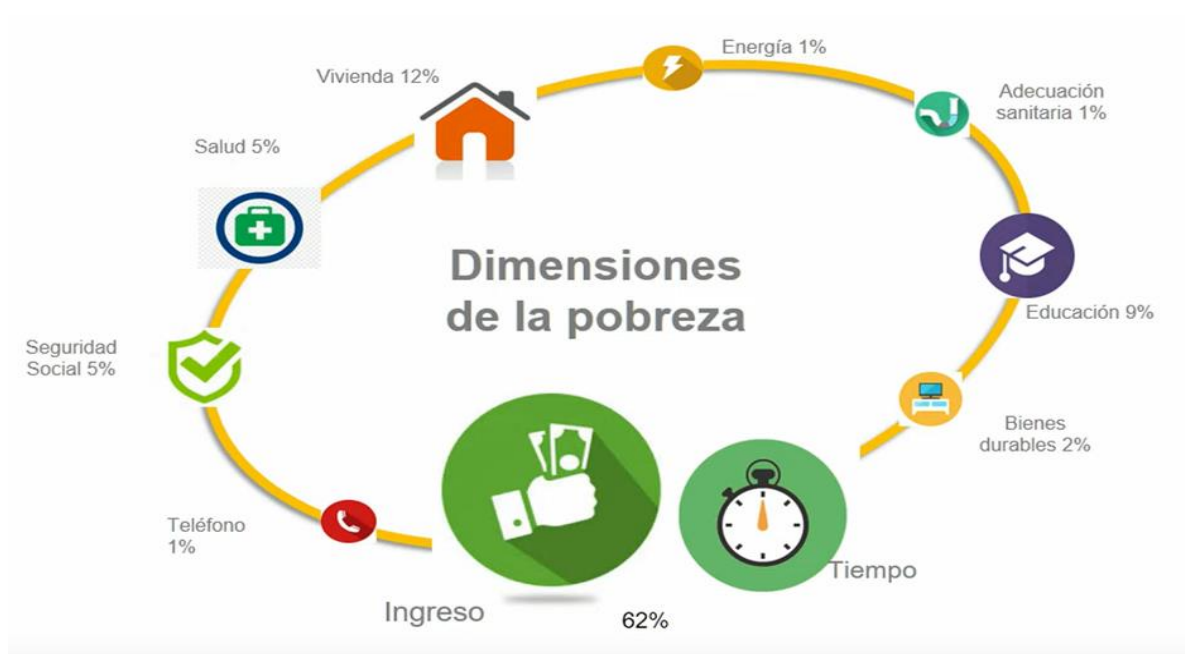 Energía 1%
Vivienda 12%
Adecuación
sanitaria 1%
Salud 5%
Dimensiones
de la pobreza
Educación 9%
Seguridad
Social 5%
Bienes
durables 2%
Teléfono
1%
Tiempo
Ingreso
62%